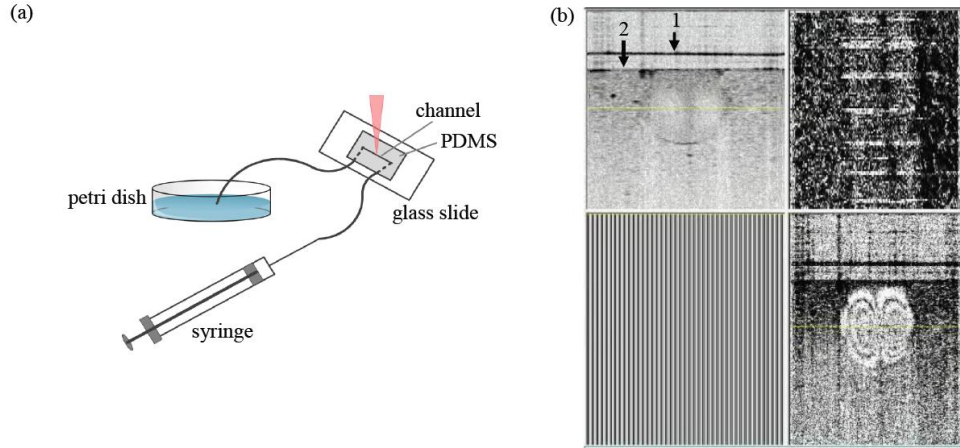 (a)
channel
PDMS
petri dish
glass slide
syringe
(b)
1
2